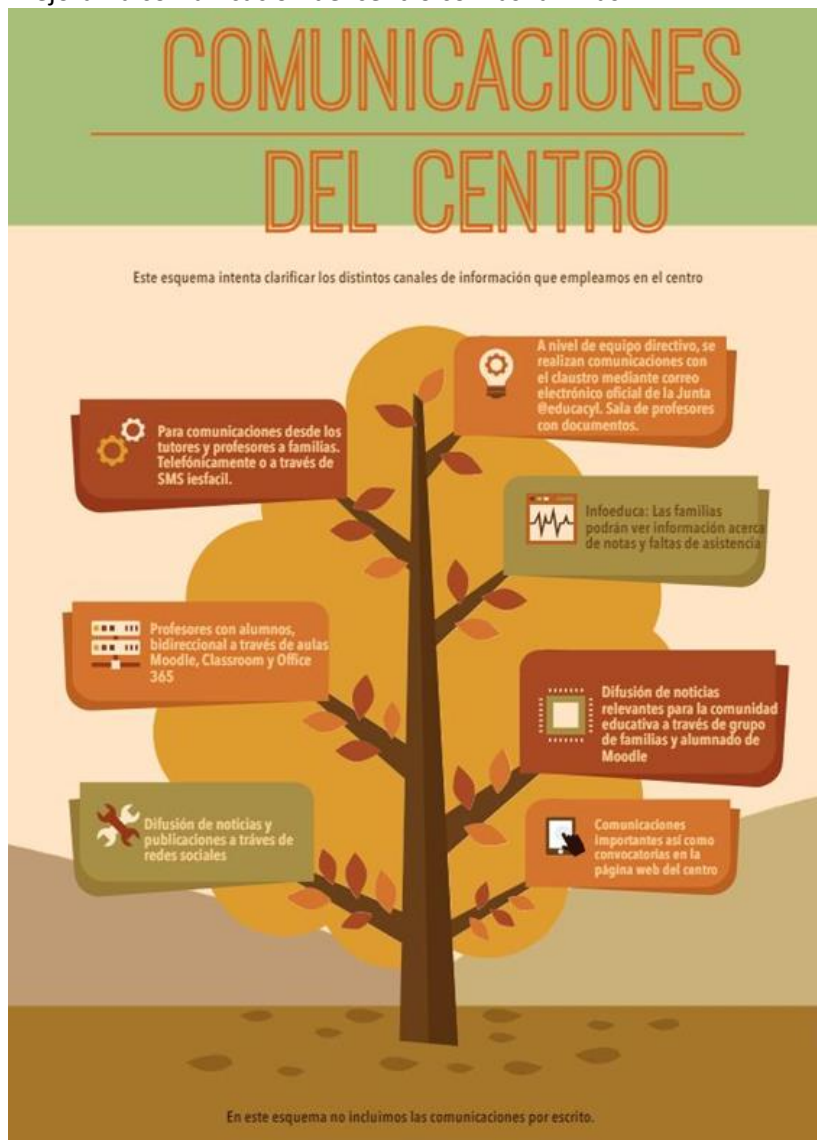 COMUNICACIONES
DEL CENTRO
Este esquema intenta clarificar los distintos canales de información que empleamos en el centro
A nivel de equipo directivo, se
realizan comunicaciones con
el claustro mediante correo
electrónico oficial de la Junta
@educacyl. Sala de profesores
con documentos.
Para comunicaciones desde los
tutores y profesores a familias.
Telefónicamente o a través de
SMS iesfacil.
Infoeduca: Las familias
podrán ver información acerca
de notas y faltas de asistencia
Profesores con alumnos,
bidireccional a través de aulas
Moodle, Classroom y Office
365
Difusión de noticias
relevantes para la comunidad
educativa a través de grupo
de familias y alumnado de
Moodle
Difusión de noticias y
publicaciones a tráves de
redes sociales
Comunicaciones
importantes así como
convocatorias en la
página web del centro
En este esquema no incluimos las comunicaciones por escrito.